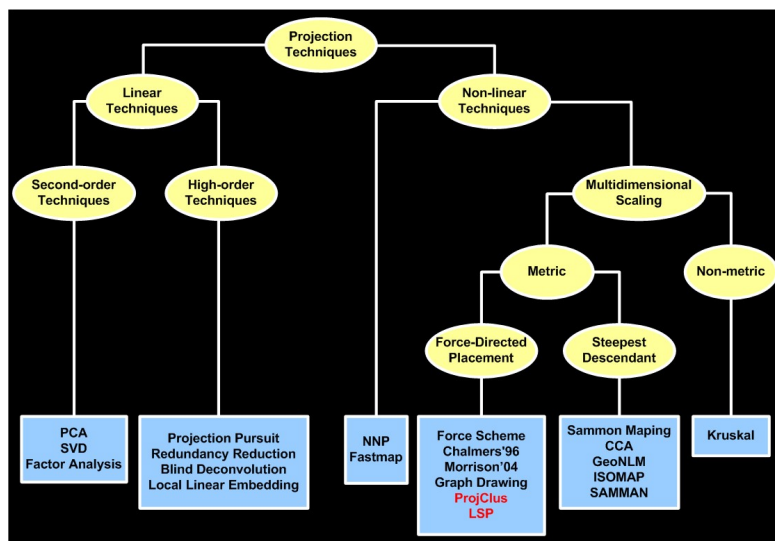 Projection
Techniques
Linear
Techniques
Non-linear
Techniques
Second-order
Techniques
High-order
Techniques
Multidimensional
Scaling
Metric
Non-metric
Force-Directed
Placement
Steepest
Descendant
PCA
SVD
Factor Analysis
Projection Pursuit
Redundancy Reduction
Blind Deconvolution
Local Linear Embedding
NNP
Fastmap
Force Scheme
Chalmers'96
Morrison’04
Graph Drawing
ProjClus
LSP
Sammon Maping
CCA
GeoNLM
ISOMAP
SAMMAN
Kruskal